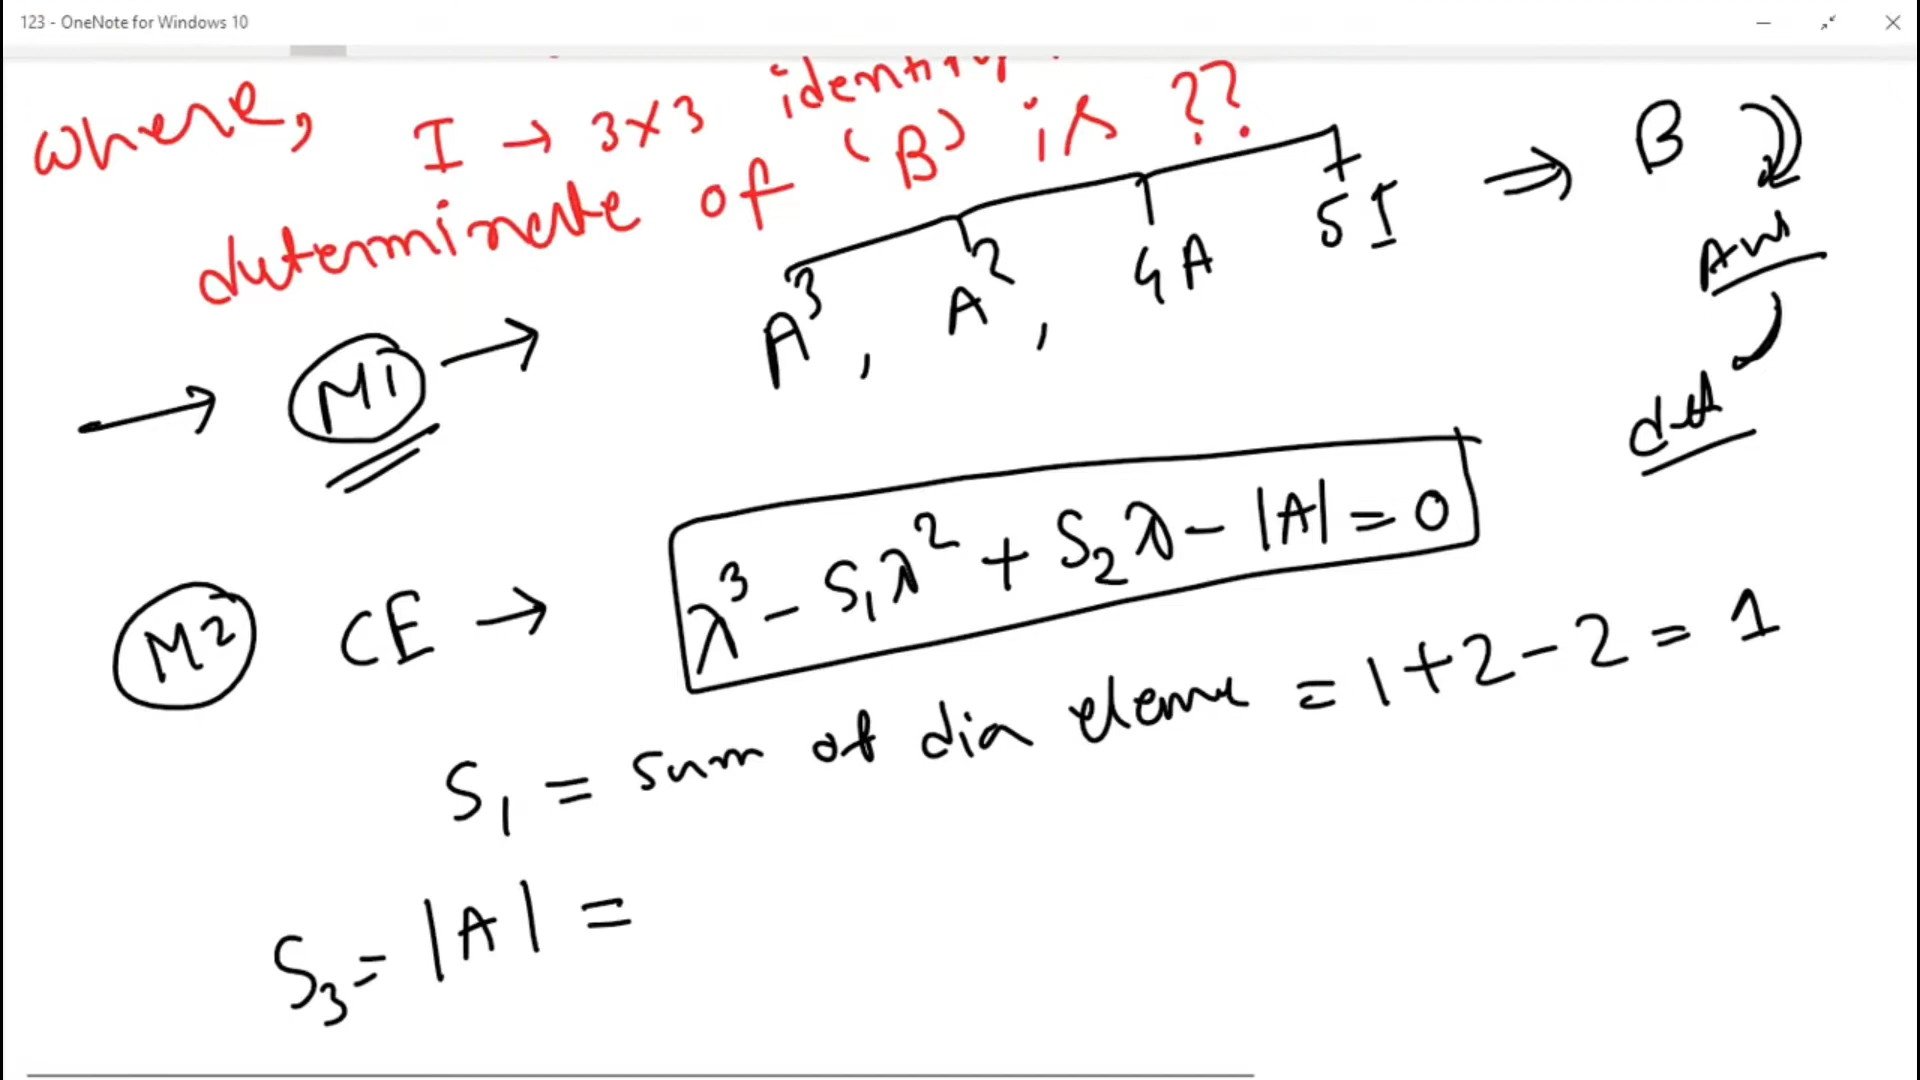 123 - OneNote for Windows 10
where, I → 3×3 identity
determinate of 'B' is ??
→ M1 → A³, A², 4A 5I ⇒ B
Ans
det
M2 CE → λ³ - S₁λ² + S₂λ - |A| = 0
S₁ = sum of dia eleme = 1+2-2 = 1
S₃ = |A| =